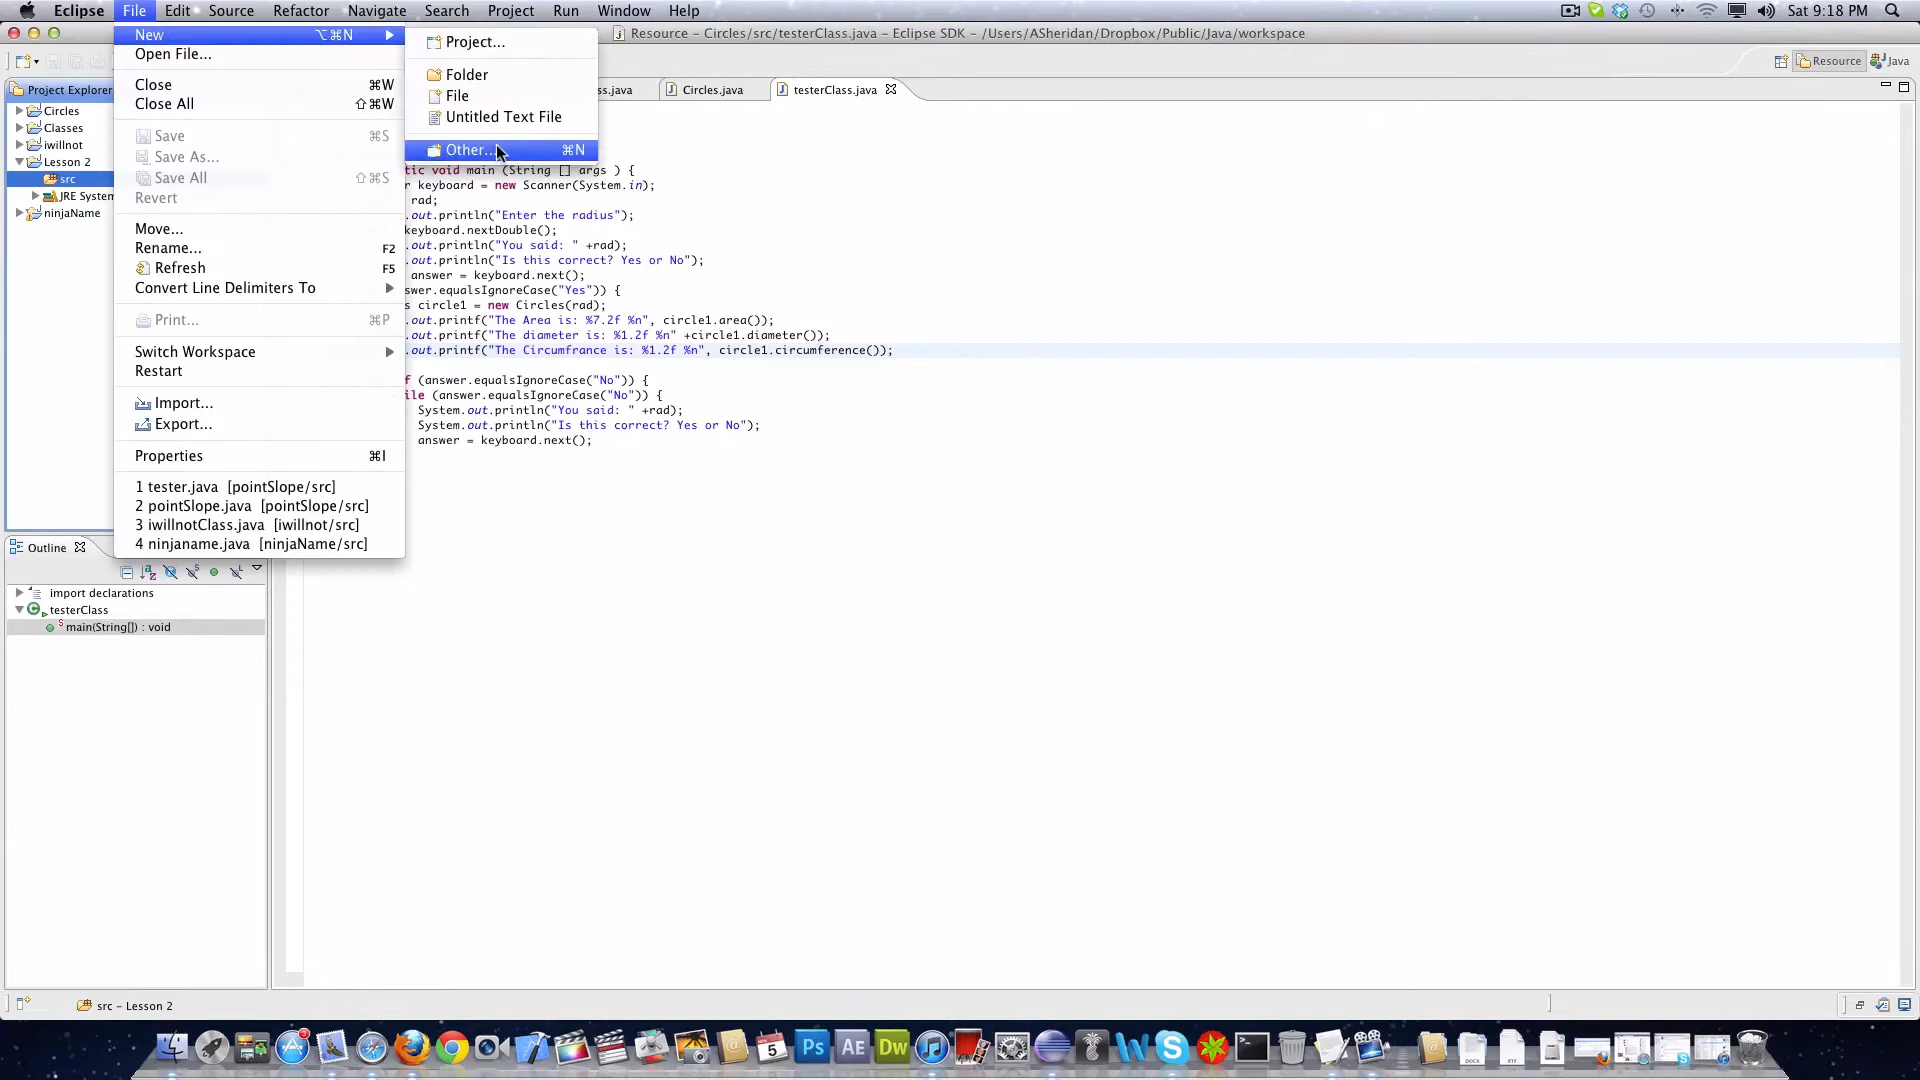 Eclipse File Edit Source Refactor Navigate Search Project Run Window Help Sat 9:18 PM
Resource – Circles/src/testerClass.java – Eclipse SDK – /Users/ASheridan/Dropbox/Public/Java/workspace
Resource Java
New ⌥⌘N
Open File...
Close ⌘W
Close All ⇧⌘W
Save ⌘S
Save As...
Save All ⇧⌘S
Revert
Move...
Rename... F2
Refresh F5
Convert Line Delimiters To
Print... ⌘P
Switch Workspace
Restart
Import...
Export...
Properties ⌘I
1 tester.java [pointSlope/src]
2 pointSlope.java [pointSlope/src]
3 iwillnotClass.java [iwillnot/src]
4 ninjaname.java [ninjaName/src]
Project...
Folder
File
Untitled Text File
Other... ⌘N
Project Explorer
Circles
Classes
iwillnot
Lesson 2
src
JRE System
ninjaName
ss.java Circles.java testerClass.java
tic void main (String [] args ) {
r keyboard = new Scanner(System.in);
rad;
.out.println("Enter the radius");
keyboard.nextDouble();
.out.println("You said: " +rad);
.out.println("Is this correct? Yes or No");
answer = keyboard.next();
swer.equalsIgnoreCase("Yes")) {
s circle1 = new Circles(rad);
.out.printf("The Area is: %7.2f %n", circle1.area());
.out.printf("The diameter is: %1.2f %n" +circle1.diameter());
.out.printf("The Circumfrance is: %1.2f %n", circle1.circumference());
f (answer.equalsIgnoreCase("No")) {
ile (answer.equalsIgnoreCase("No")) {
System.out.println("You said: " +rad);
System.out.println("Is this correct? Yes or No");
answer = keyboard.next();
Outline
import declarations
testerClass
main(String[]) : void
src – Lesson 2
NOV 5 Ps AE Dw